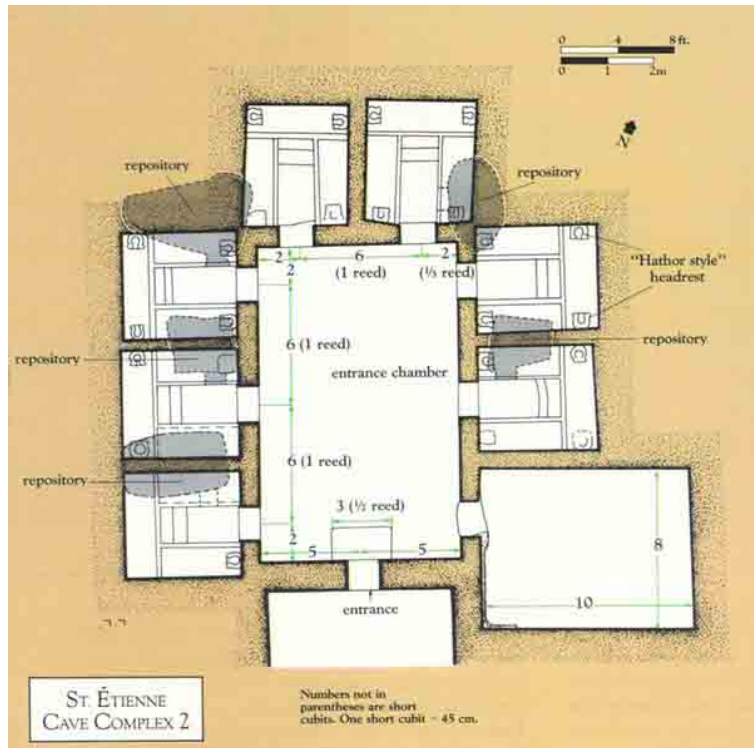 0 4 8 ft.
0 1 2m
N
repository
repository
"Hathor style"
headrest
2 6 2
(1 reed) (⅓ reed)
2
6 (1 reed)
repository
repository
entrance chamber
6 (1 reed)
repository
3 (½ reed)
2
5 5
8
10
entrance
ST. ÉTIENNE
CAVE COMPLEX 2
Numbers not in
parentheses are short
cubits. One short cubit = 45 cm.